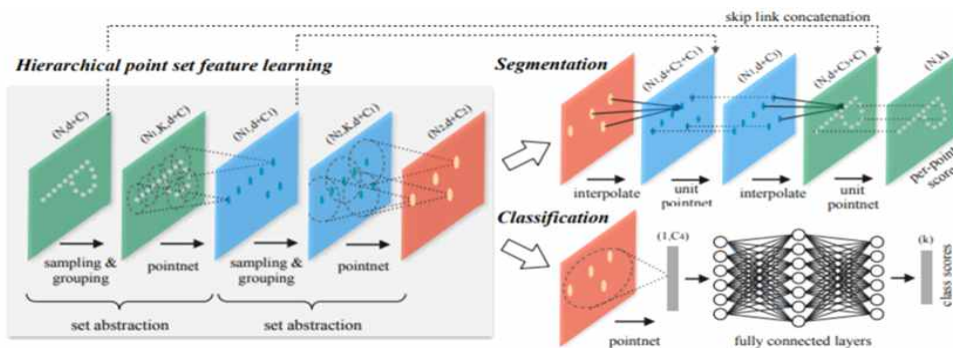 skip link concatenation
Hierarchical point set feature learning
Segmentation
(N,d+C)
(N₁,K,d+C)
(N₁,d+C₁)
(N₂,K,d+C₁)
(N₂,d+C₂)
(N₁,d+C₂+C₁)
(N₁,d+C₃)
(N,d+C₃+C)
(N,k)
per-point
scores
interpolate
unit
pointnet
interpolate
unit
pointnet
sampling &
grouping
pointnet
sampling &
grouping
pointnet
set abstraction
set abstraction
Classification
(1,C₄)
(k)
class scores
pointnet
fully connected layers